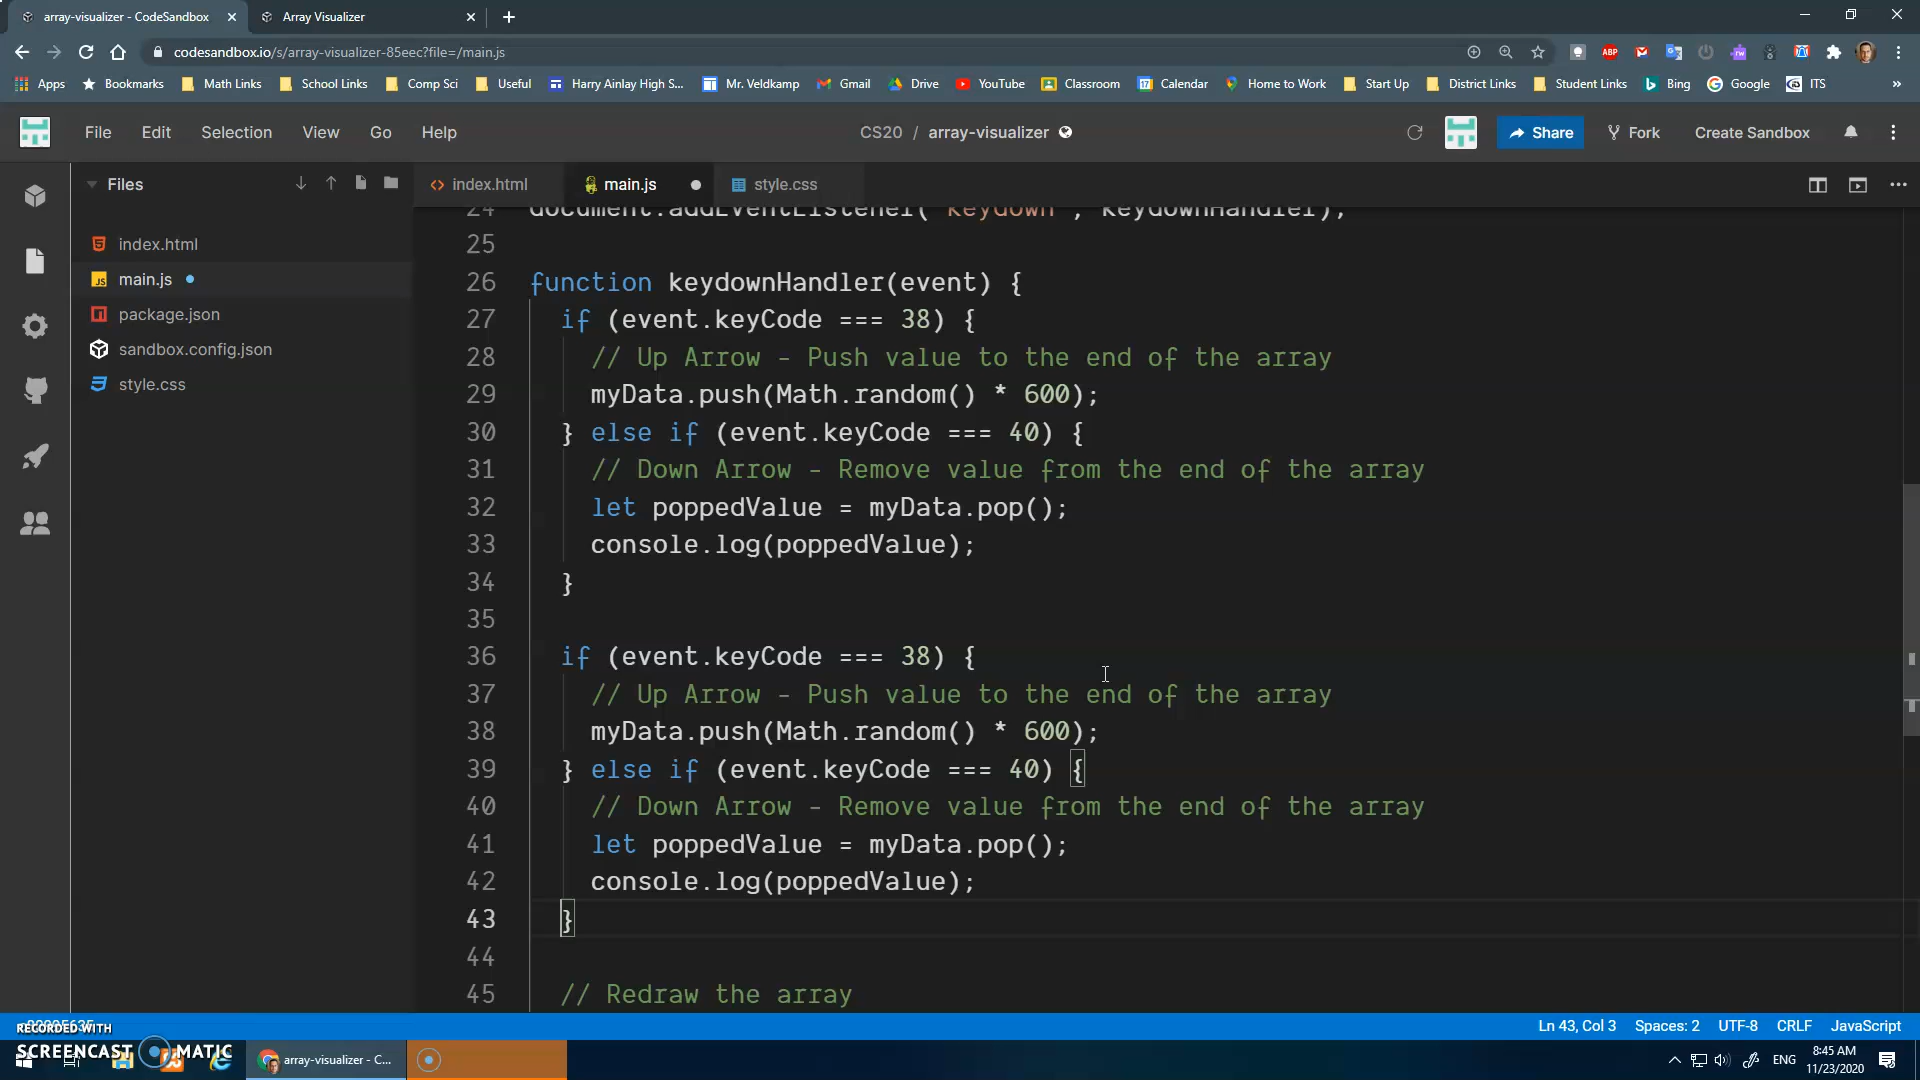 array-visualizer - CodeSandbox
Array Visualizer
codesandbox.io/s/array-visualizer-85eec?file=/main.js
ABP
Apps
Bookmarks
Math Links
School Links
Comp Sci
Useful
Harry Ainlay High S...
Mr. Veldkamp
Gmail
Drive
YouTube
Classroom
Calendar
Home to Work
Start Up
District Links
Student Links
Bing
Google
ITS
File Edit Selection View Go Help
CS20 / array-visualizer
Share
Fork
Create Sandbox
Files
index.html
main.js
style.css
index.html
main.js
package.json
sandbox.config.json
style.css
24 document.addEventListener("keydown", keydownHandler);
25
26 function keydownHandler(event) {
27 if (event.keyCode === 38) {
28 // Up Arrow - Push value to the end of the array
29 myData.push(Math.random() * 600);
30 } else if (event.keyCode === 40) {
31 // Down Arrow - Remove value from the end of the array
32 let poppedValue = myData.pop();
33 console.log(poppedValue);
34 }
35
36 if (event.keyCode === 38) {
37 // Up Arrow - Push value to the end of the array
38 myData.push(Math.random() * 600);
39 } else if (event.keyCode === 40) {
40 // Down Arrow - Remove value from the end of the array
41 let poppedValue = myData.pop();
42 console.log(poppedValue);
43 }
44
45 // Redraw the array
Ln 43, Col 3 Spaces: 2 UTF-8 CRLF JavaScript
RECORDED WITH
SCREENCAST MATIC
array-visualizer - C...
ENG
8:45 AM
11/23/2020